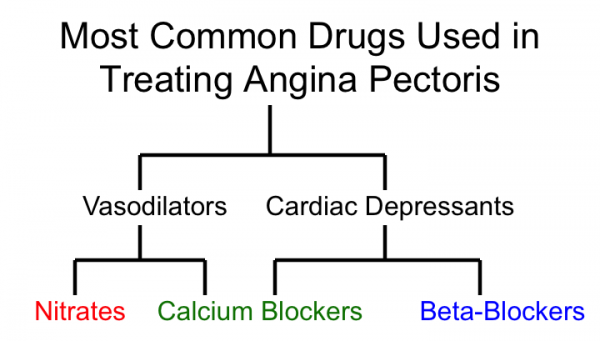 Most Common Drugs Used in
Treating Angina Pectoris
Vasodilators Cardiac Depressants
Nitrates Calcium Blockers Beta-Blockers